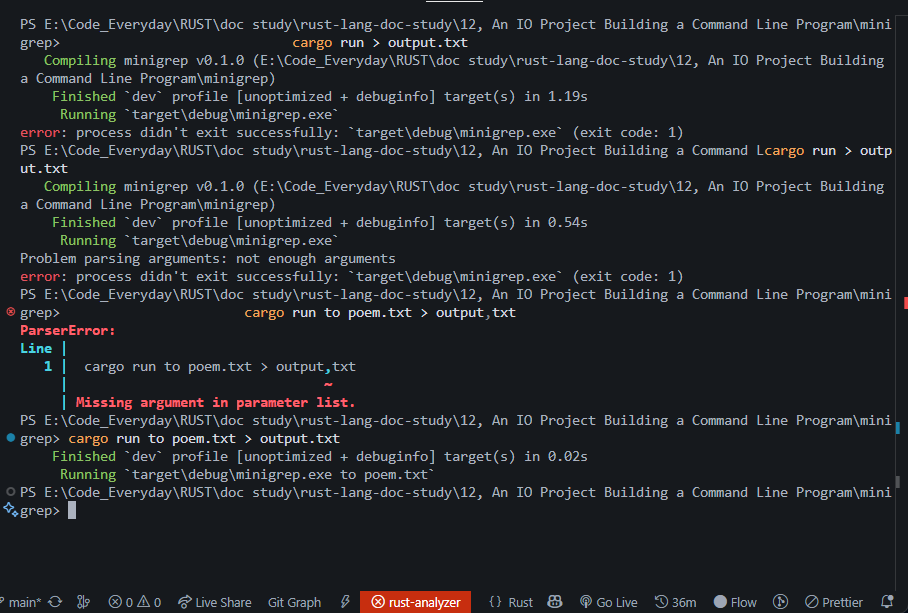 PS E:\Code_Everyday\RUST\doc study\rust-lang-doc-study\12, An IO Project Building a Command Line Program\mini
grep> cargo run > output.txt
Compiling minigrep v0.1.0 (E:\Code_Everyday\RUST\doc study\rust-lang-doc-study\12, An IO Project Building
a Command Line Program\minigrep)
Finished `dev` profile [unoptimized + debuginfo] target(s) in 1.19s
Running `target\debug\minigrep.exe`
error: process didn't exit successfully: `target\debug\minigrep.exe` (exit code: 1)
PS E:\Code_Everyday\RUST\doc study\rust-lang-doc-study\12, An IO Project Building a Command Lcargo run > outp
ut.txt
Compiling minigrep v0.1.0 (E:\Code_Everyday\RUST\doc study\rust-lang-doc-study\12, An IO Project Building
a Command Line Program\minigrep)
Finished `dev` profile [unoptimized + debuginfo] target(s) in 0.54s
Running `target\debug\minigrep.exe`
Problem parsing arguments: not enough arguments
error: process didn't exit successfully: `target\debug\minigrep.exe` (exit code: 1)
PS E:\Code_Everyday\RUST\doc study\rust-lang-doc-study\12, An IO Project Building a Command Line Program\mini
grep> cargo run to poem.txt > output,txt
ParserError:
Line |
1 | cargo run to poem.txt > output,txt
| ~
| Missing argument in parameter list.
PS E:\Code_Everyday\RUST\doc study\rust-lang-doc-study\12, An IO Project Building a Command Line Program\mini
grep> cargo run to poem.txt > output.txt
Finished `dev` profile [unoptimized + debuginfo] target(s) in 0.02s
Running `target\debug\minigrep.exe to poem.txt`
PS E:\Code_Everyday\RUST\doc study\rust-lang-doc-study\12, An IO Project Building a Command Line Program\mini
grep>
main* 0 0 Live Share Git Graph rust-analyzer {} Rust Go Live 36m Flow Prettier